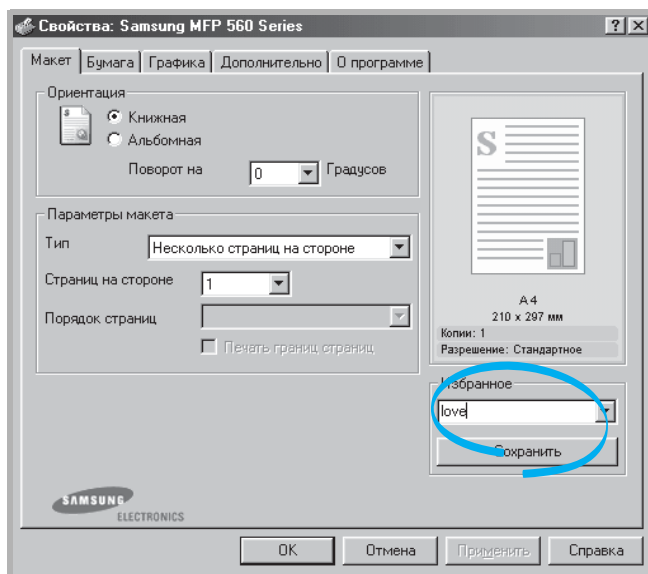 Свойства: Samsung MFP 560 Series
Макет Бумага Графика Дополнительно О программе
Ориентация
Книжная
Альбомная
Поворот на 0 Градусов
Параметры макета
Тип Несколько страниц на стороне
Страниц на стороне 1
Порядок страниц
Печать границ страниц
S
A4
210 x 297 мм
Копии: 1
Разрешение: Стандартное
Избранное
love
Сохранить
SAMSUNG
ELECTRONICS
OK Отмена Применить Справка